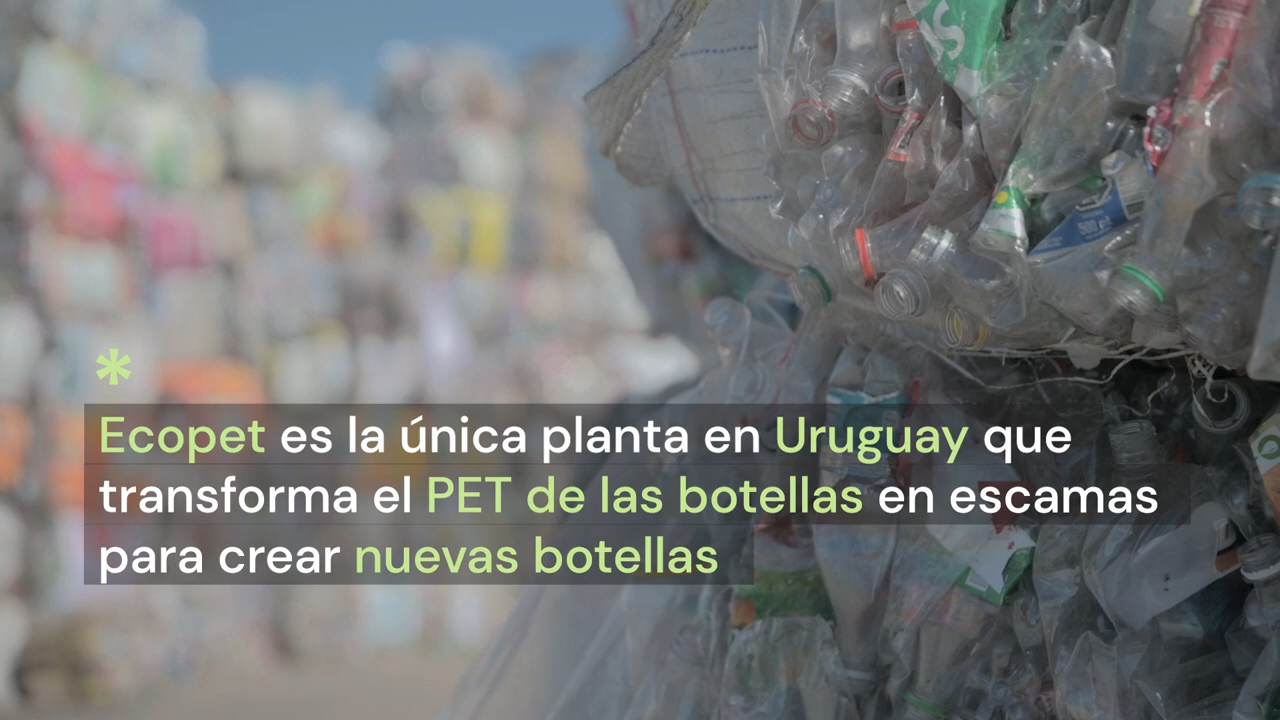 *
Ecopet es la única planta en Uruguay que
transforma el PET de las botellas en escamas
para crear nuevas botellas
500